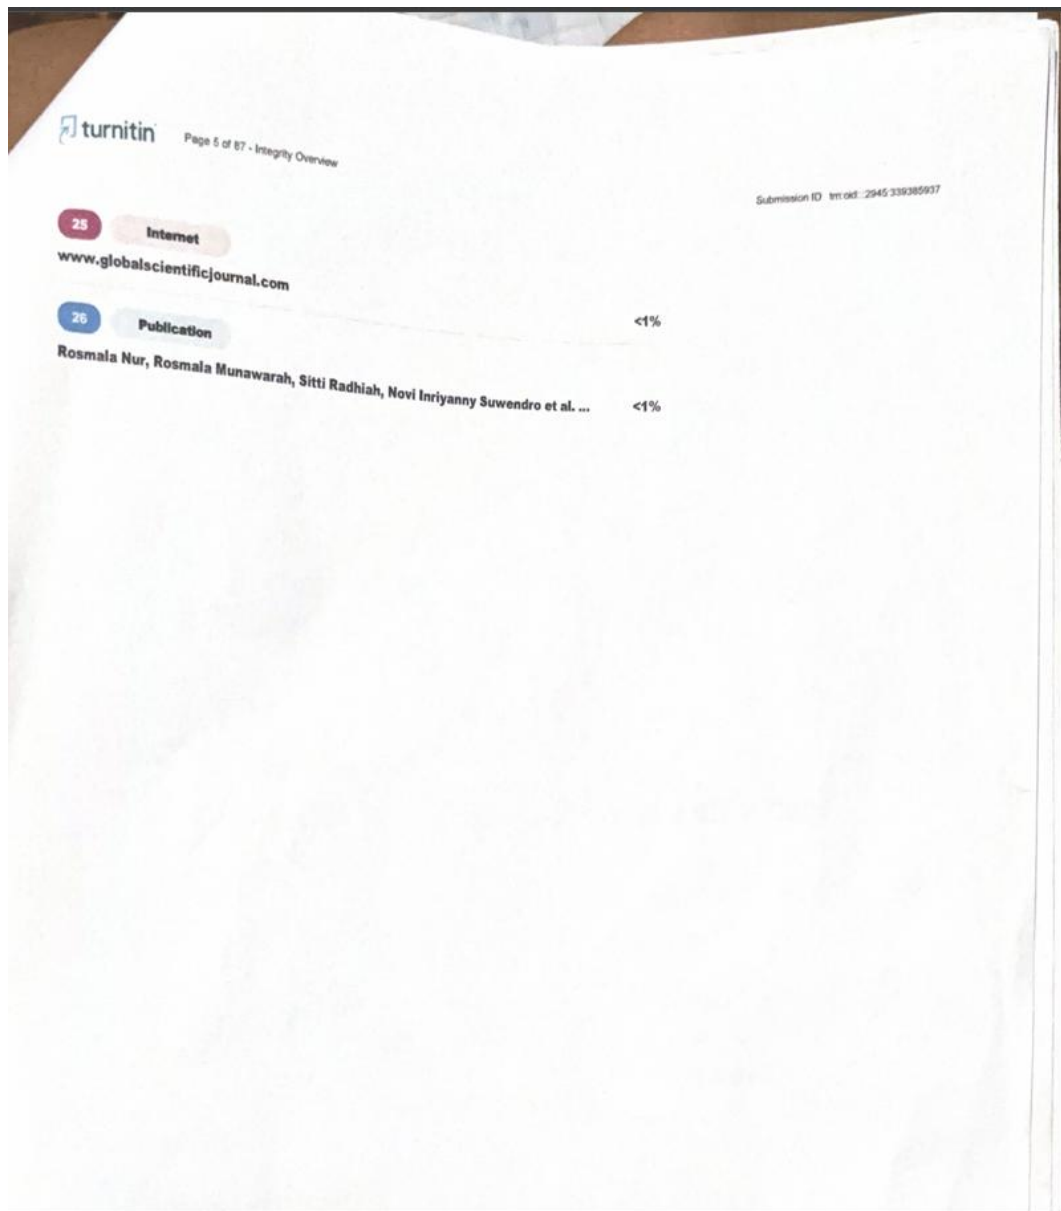 turnitin
Page 5 of 87 - Integrity Overview
Submission ID trn:oid:::2945:339385937
25 Internet
www.globalscientificjournal.com
<1%
26 Publication
Rosmala Nur, Rosmala Munawarah, Sitti Radhiah, Novi Inriyanny Suwendro et al. ... <1%